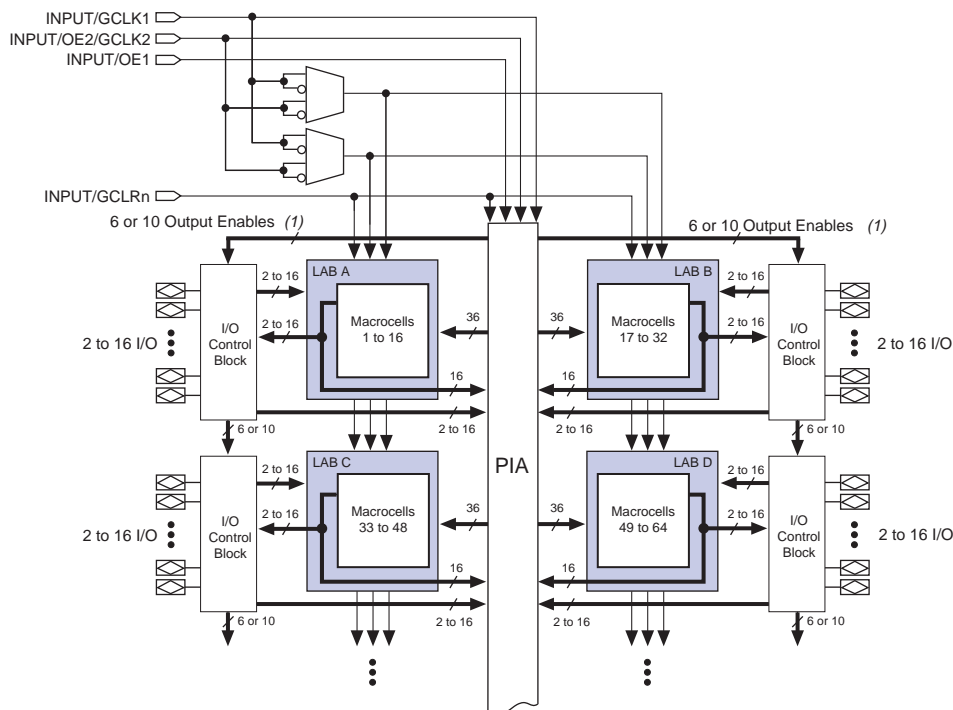 INPUT/GCLK1
INPUT/OE2/GCLK2
INPUT/OE1
INPUT/GCLRn
6 or 10 Output Enables (1)
6 or 10 Output Enables (1)
LAB A
2 to 16
36
2 to 16
Macrocells
1 to 16
I/O
Control
Block
2 to 16 I/O
16
2 to 16
6 or 10
LAB B
2 to 16
36
2 to 16
Macrocells
17 to 32
I/O
Control
Block
2 to 16 I/O
16
2 to 16
6 or 10
PIA
LAB C
2 to 16
36
2 to 16
Macrocells
33 to 48
I/O
Control
Block
2 to 16 I/O
16
2 to 16
6 or 10
LAB D
2 to 16
36
2 to 16
Macrocells
49 to 64
I/O
Control
Block
2 to 16 I/O
16
2 to 16
6 or 10